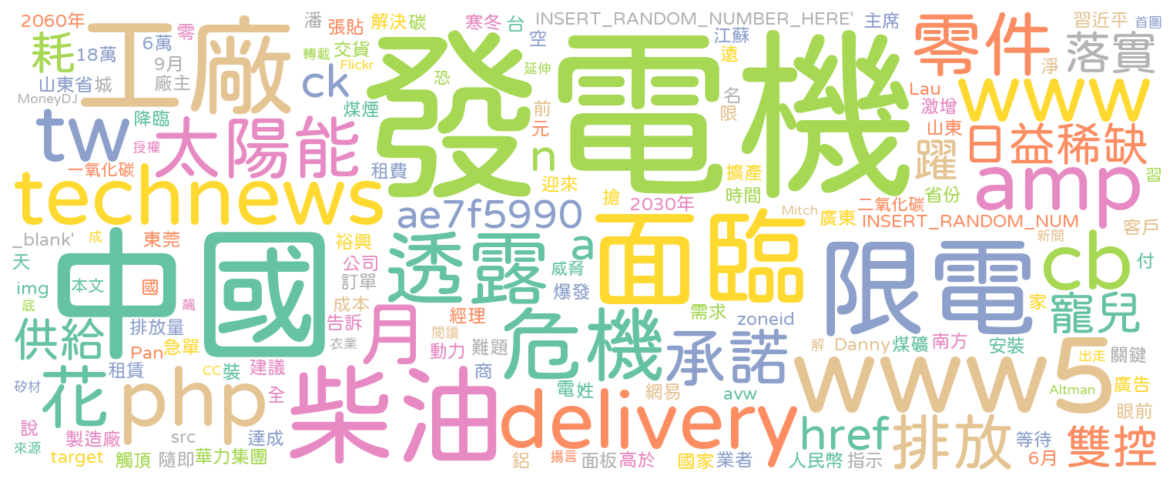 2060年 工廠 零 潘 張貼 解決 碳 寒冬 台 INSERT_RANDOM_NUMBER_HERE' 主席 零件 習近平 首圖
耗 18萬 6萬 9月 轉載 交貨 Flickr 恐 發電機 延伸 空 江蘇 遠 落實
山東省 城 廠主 ck 煤煙 前 名 Lau 激增 淨
MoneyDJ 降臨 元 限 山東 www
tw 授權 太陽能 n 躍 日益稀缺
一氧化碳 租費 迎來 擴產 時間 省份 習
technews ae7f5990 搶 2030年 Mitch 二氧化碳 amp
_blank' 成 東莞 裕興 a 廣東 INSERT_RANDOM_NUM 客戶
天 中國 公司 透露 威脅 面臨 限電 新聞 cb 付
img 本文 國 訂單 爆發 家
底 飆 成本 月 需求 zoneid 寵兒
供給 排放量 告訴 經理 危機 承諾 解 Danny 煤礦 南方 安裝
Pan 急單 衣業 閱讀 動力 難題 出走 關鍵
矽材 花 租賃 CC 裝 建議 商 電 姓 網易 avw www5 Altman 廣告
php 全 柴油 delivery 眼前
說 製造廠 src 達成 href 排放 等待 雙控
來源 target 觸頂 隨即 華力集團 鋁 揚言 面板 高於 國家 業者 人民幣 指示 6月